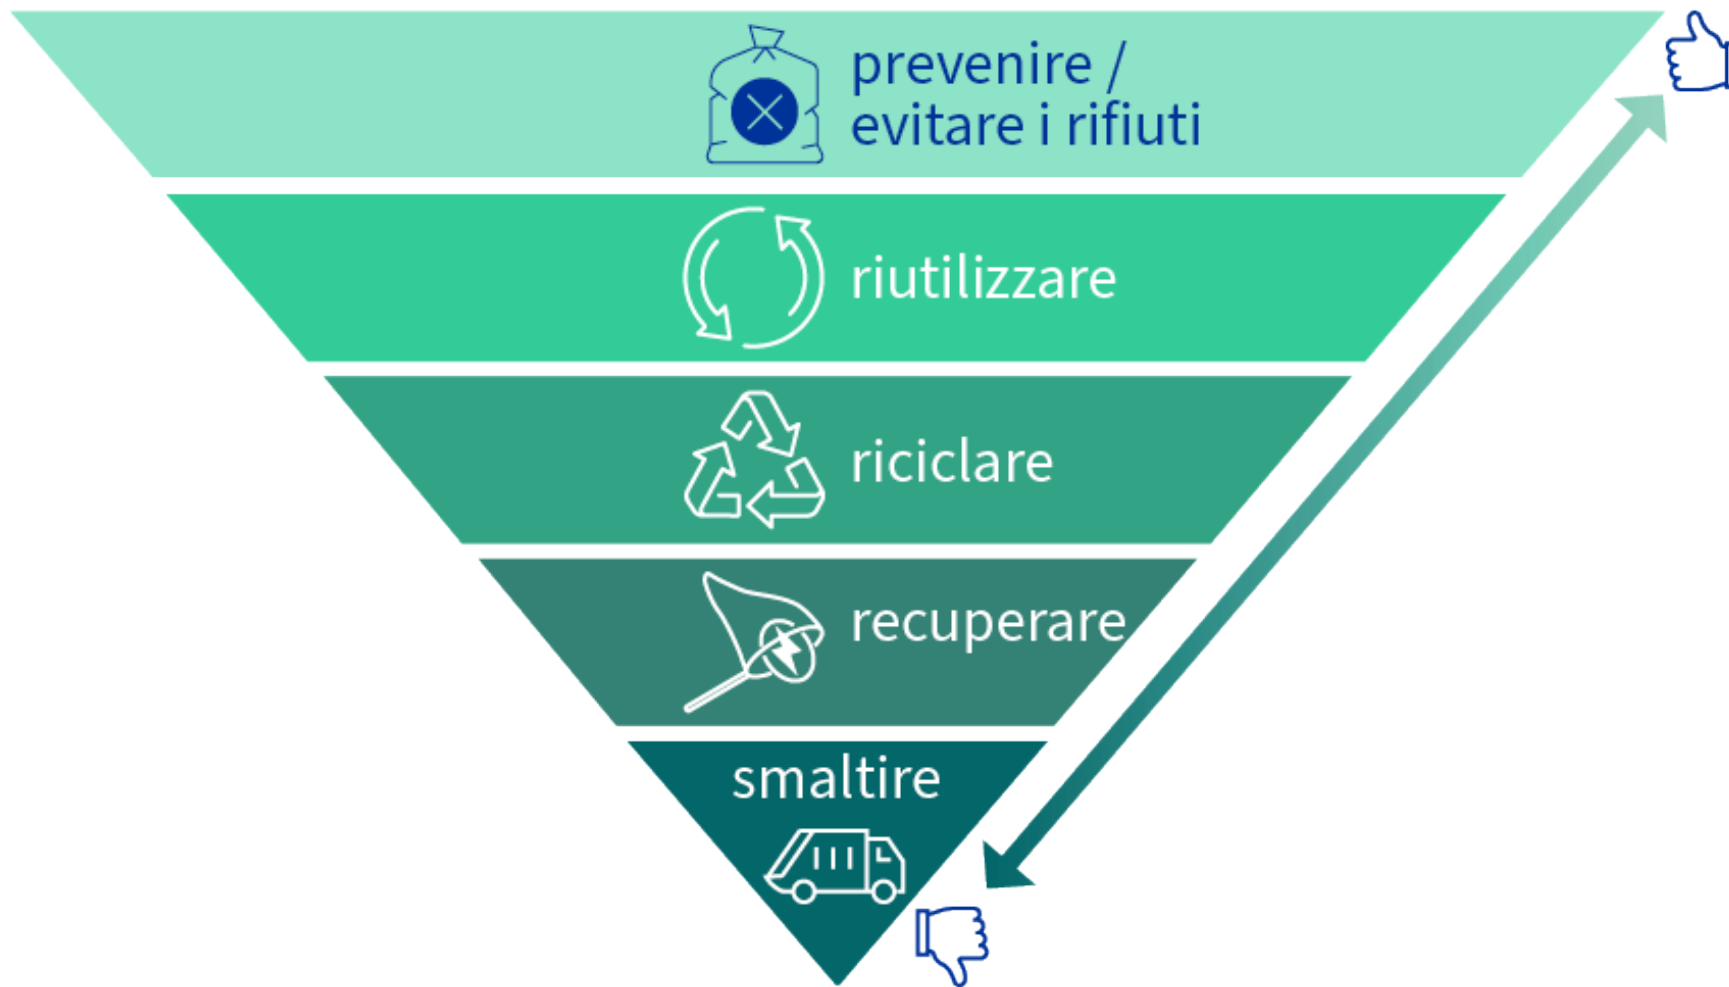 prevenire /
evitare i rifiuti
riutilizzare
riciclare
recuperare
smaltire